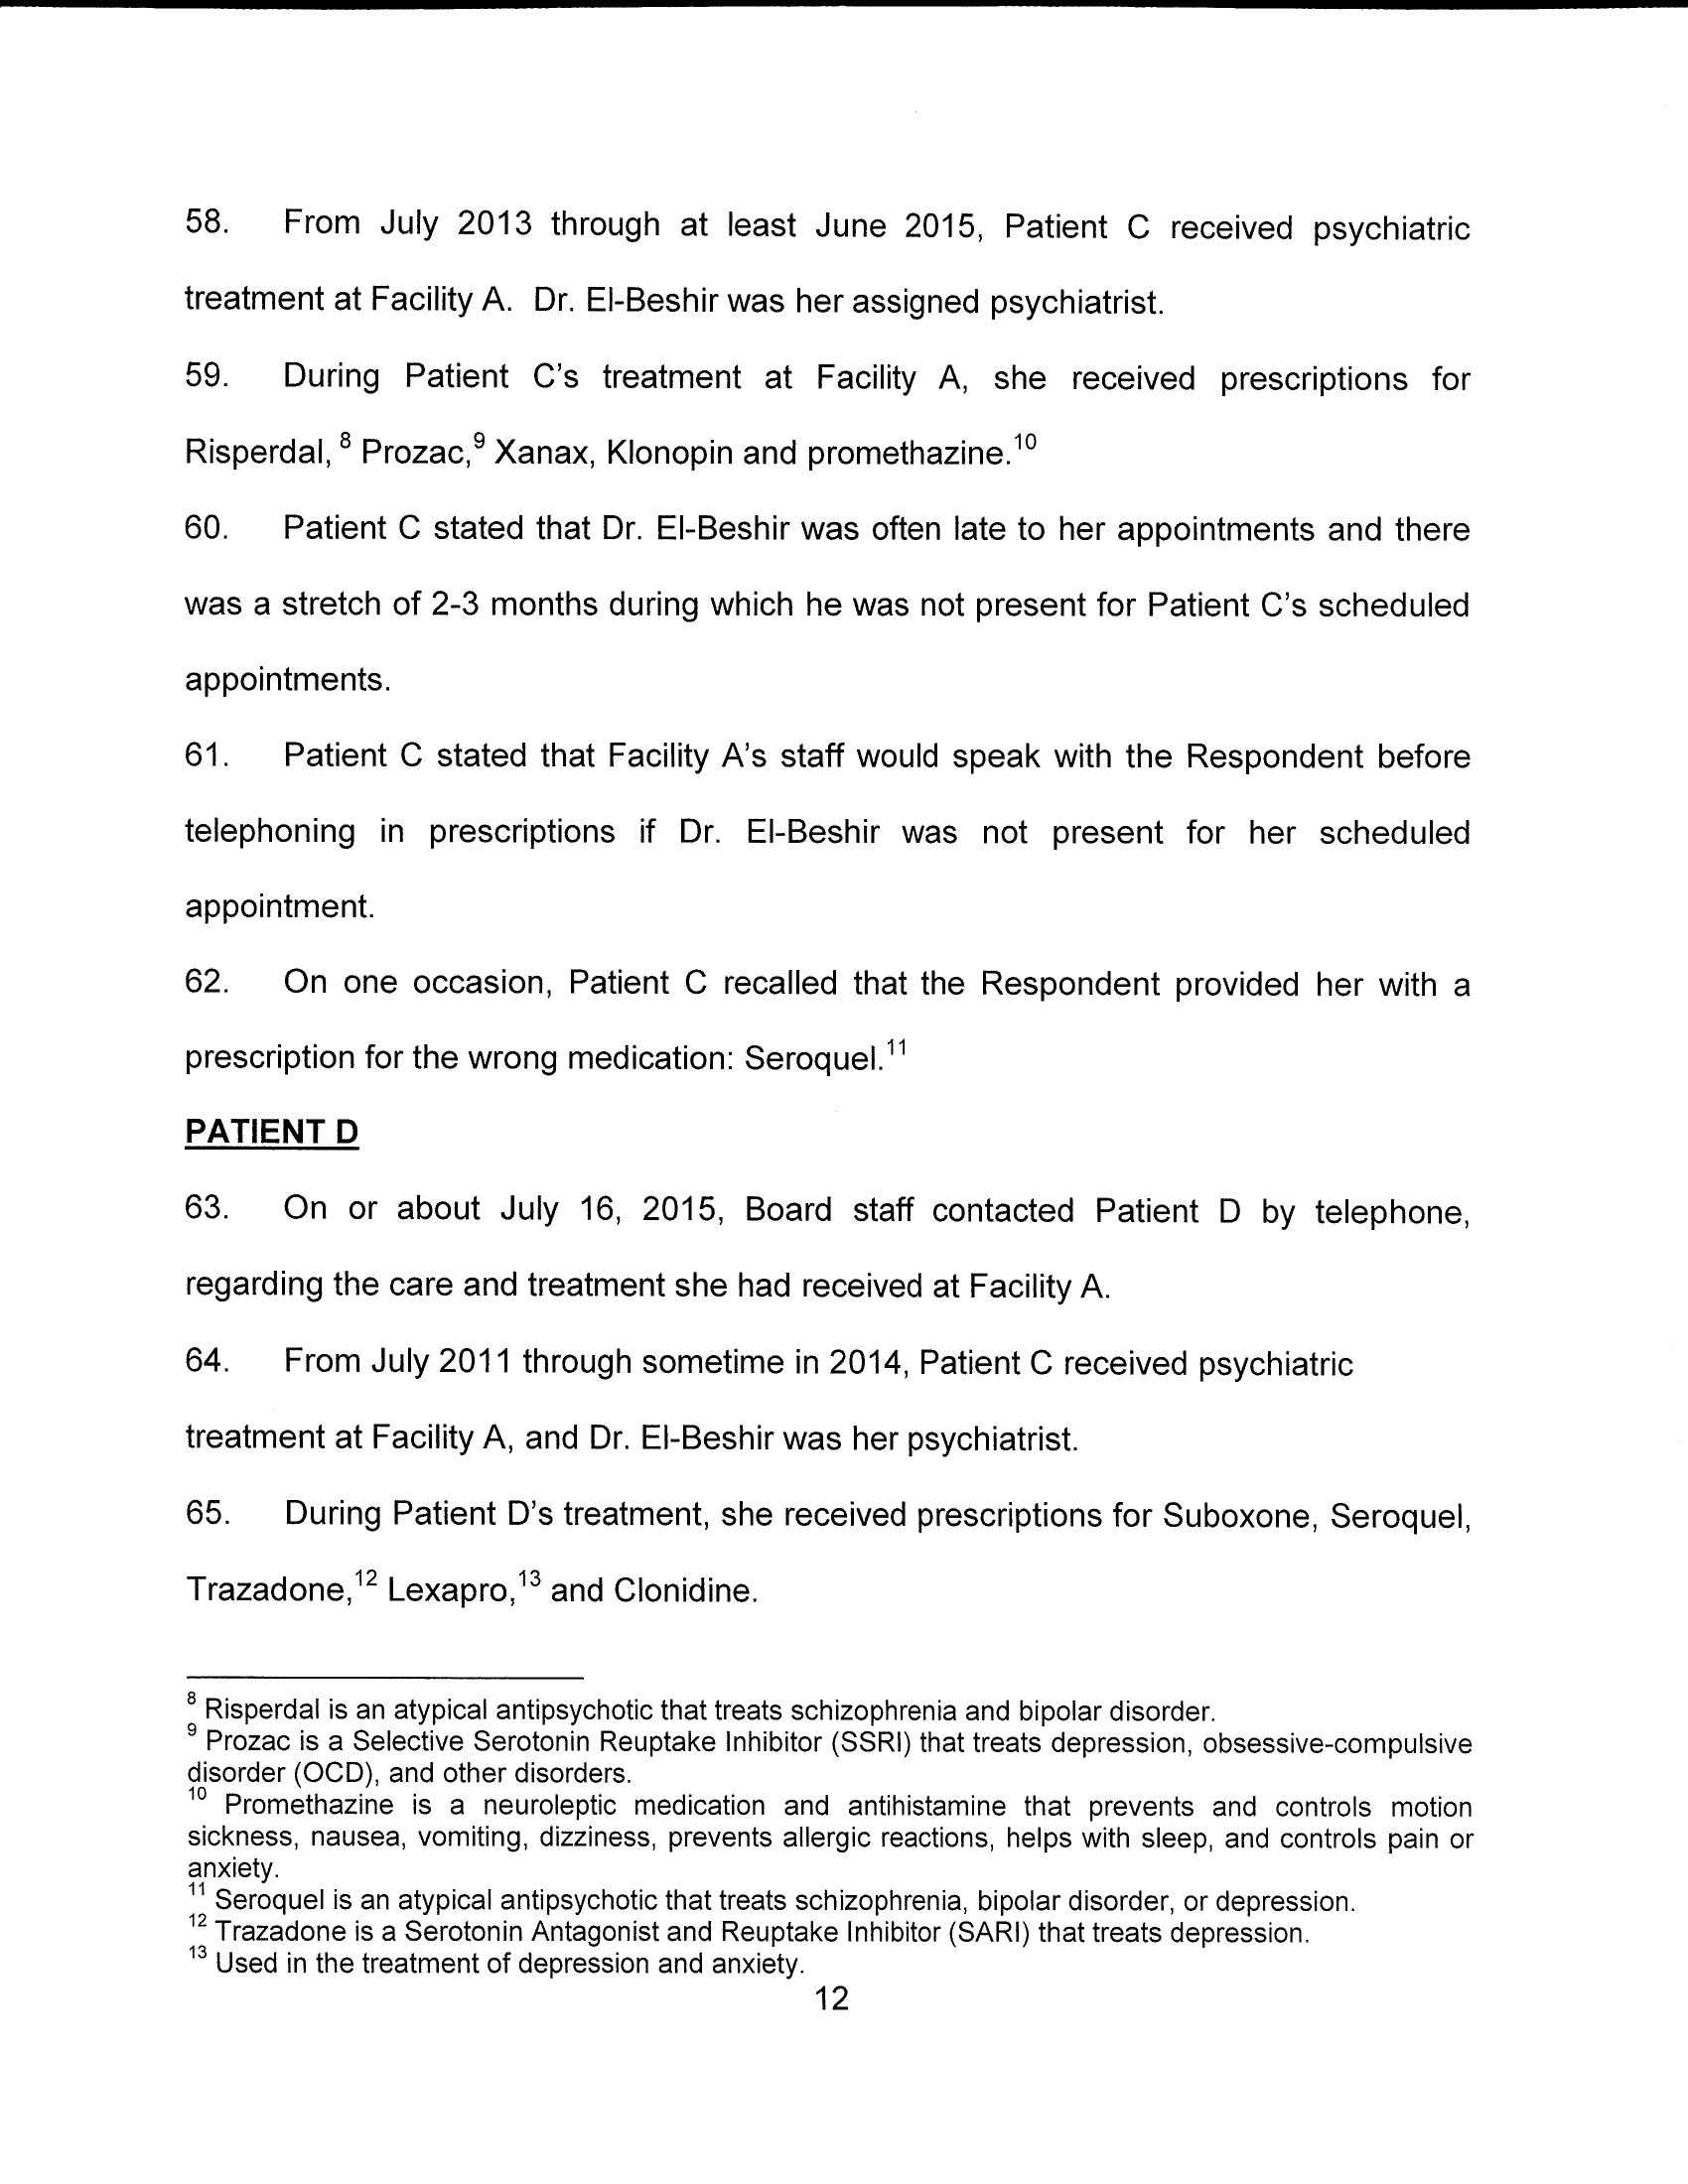 58. From July 2013 through at least June 2015, Patient C received psychiatric
treatment at Facility A. Dr. El-Beshir was her assigned psychiatrist.
59. During Patient C's treatment at Facility A, she received prescriptions for
Risperdal, 8 Prozac,9 Xanax, Klonopin and promethazine.10
60. Patient C stated that Dr. El-Beshir was often late to her appointments and there
was a stretch of 2-3 months during which he was not present for Patient C's scheduled
appointments.
61. Patient C stated that Facility A's staff would speak with the Respondent before
telephoning in prescriptions if Dr. El-Beshir was not present for her scheduled
appointment.
62. On one occasion, Patient C recalled that the Respondent provided her with a
prescription for the wrong medication: Seroquel.11
PATIENT D
63. On or about July 16, 2015, Board staff contacted Patient D by telephone,
regarding the care and treatment she had received at Facility A.
64. From July 2011 through sometime in 2014, Patient C received psychiatric
treatment at Facility A, and Dr. El-Beshir was her psychiatrist.
65. During Patient D's treatment, she received prescriptions for Suboxone, Seroquel,
Trazadone,12 Lexapro,13 and Clonidine.
8 Risperdal is an atypical antipsychotic that treats schizophrenia and bipolar disorder.
9 Prozac is a Selective Serotonin Reuptake Inhibitor (SSRI) that treats depression, obsessive-compulsive
disorder (OCD), and other disorders.
10 Promethazine is a neuroleptic medication and antihistamine that prevents and controls motion
sickness, nausea, vomiting, dizziness, prevents allergic reactions, helps with sleep, and controls pain or
anxiety.
11 Seroquel is an atypical antipsychotic that treats schizophrenia, bipolar disorder, or depression.
12 Trazadone is a Serotonin Antagonist and Reuptake Inhibitor (SARI) that treats depression.
13 Used in the treatment of depression and anxiety.
12